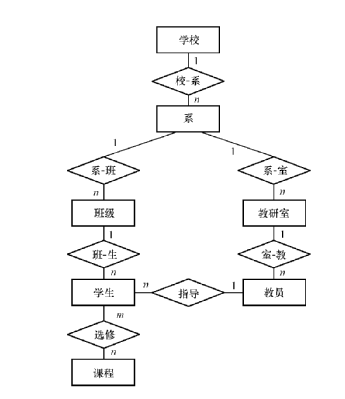 学校
1
校-系
n
系
1
1
系-班
系-室
n
n
班级
教研室
1
1
班-生
室-教
n
n
学生
n
指导
1
教员
m
选修
n
课程